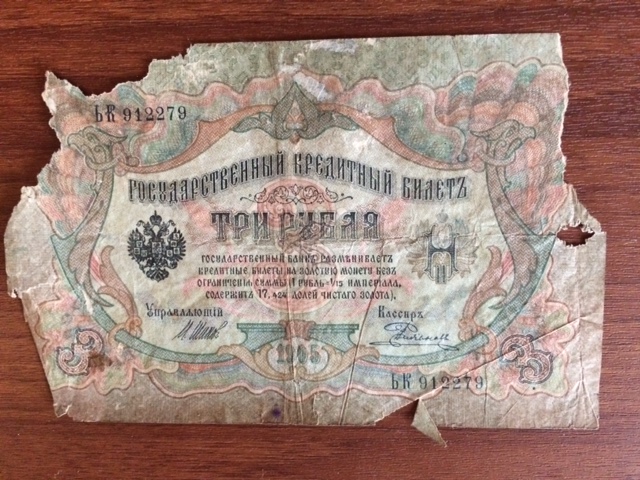 ЬК 912279
ГОСУДАРСТВЕННЫЙ КРЕДИТНЫЙ БИЛЕТЪ
ТРИ РУБЛЯ
ГОСУДАРСТВЕННЫЙ БАНКЪ РАЗМѢНИВАЕТЪ
КРЕДИТНЫЕ БИЛЕТЫ НА ЗОЛОТУЮ МОНЕТУ БЕЗЪ
ОГРАНИЧЕНІЯ СУММЫ (1 РУБЛЬ = 1/15 ИМПЕРІАЛА,
СОДЕРЖИТЪ 17,424 ДОЛЕЙ ЧИСТАГО ЗОЛОТА).
Управляющій
Кассиръ
1905
3
3
ЬК 912279